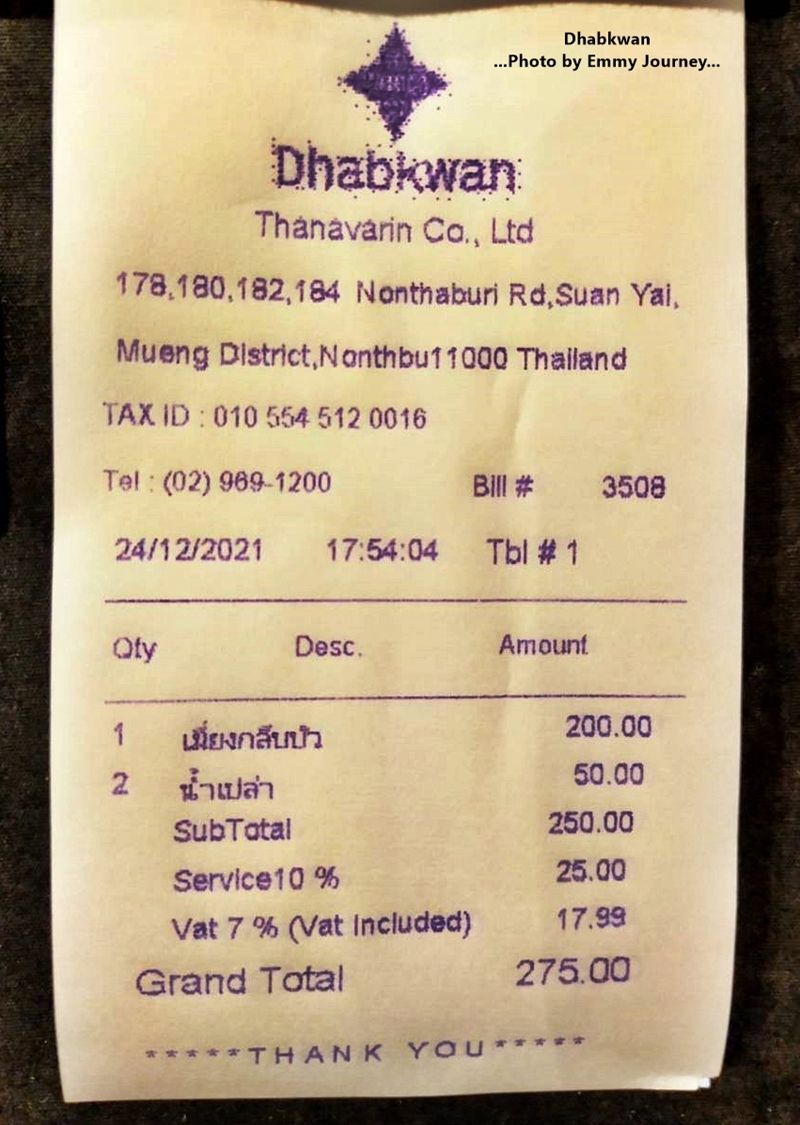 Dhabkwan
...Photo by Emmy Journey...
Dhabkwan
Thanavarin Co., Ltd
178,180,182,184 Nonthaburi Rd,Suan Yai,
Mueng District,Nonthbu11000 Thailand
TAX ID : 010 554 512 0016
Tel : (02) 969-1200 Bill # 3508
24/12/2021 17:54:04 Tbl # 1
Qty Desc. Amount
1 เมี่ยงกลีบบัว 200.00
2 น้ำเปล่า 50.00
SubTotal 250.00
Service10 % 25.00
Vat 7 % (Vat Included) 17.99
Grand Total 275.00
*****THANK YOU*****